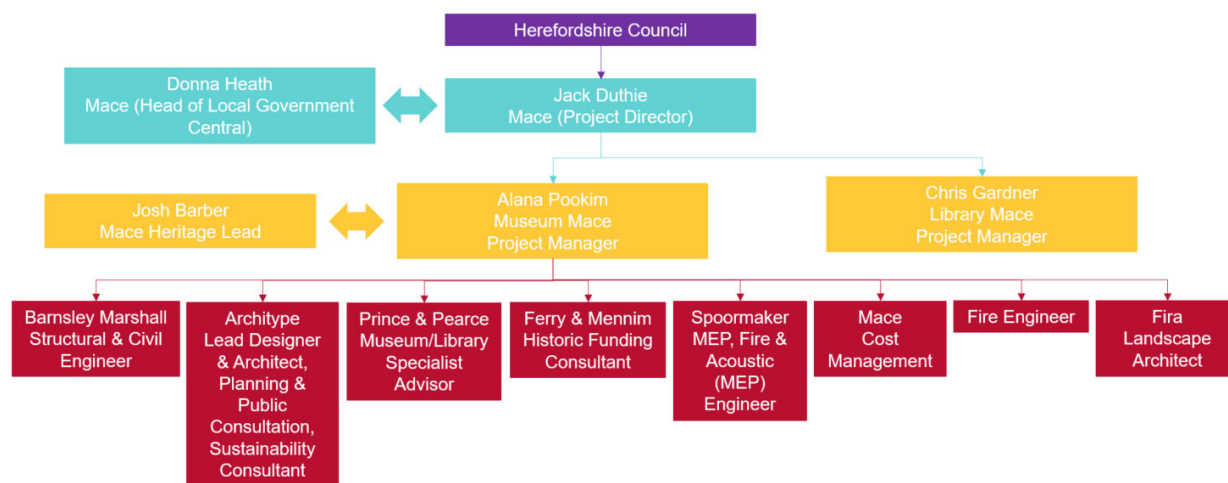 Herefordshire Council
Donna Heath
Mace (Head of Local Government
Central)
Jack Duthie
Mace (Project Director)
Josh Barber
Mace Heritage Lead
Alana Pookim
Museum Mace
Project Manager
Chris Gardner
Library Mace
Project Manager
Barnsley Marshall
Structural & Civil
Engineer
Architype
Lead Designer
& Architect,
Planning &
Public
Consultation,
Sustainability
Consultant
Prince & Pearce
Museum/Library
Specialist
Advisor
Ferry & Mennim
Historic Funding
Consultant
Spoormaker
MEP, Fire &
Acoustic
(MEP)
Engineer
Mace
Cost
Management
Fire Engineer
Fira
Landscape
Architect